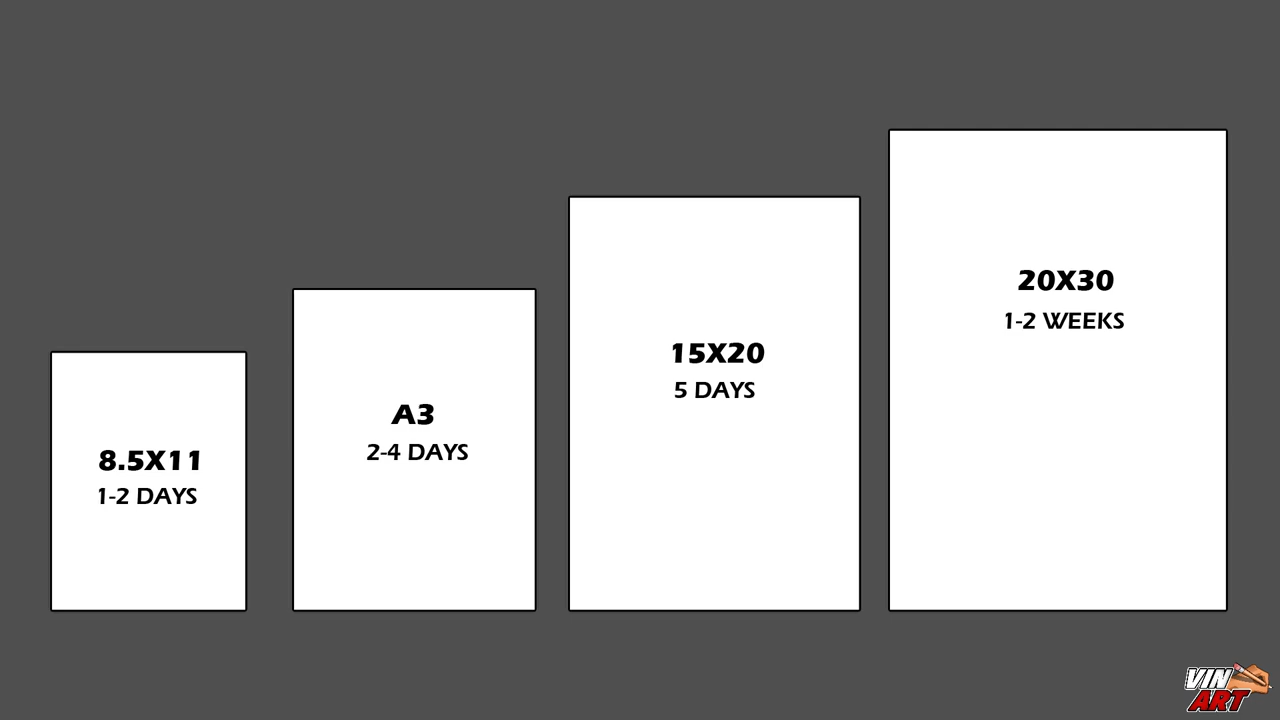 8.5X11
1-2 DAYS
A3
2-4 DAYS
15X20
5 DAYS
20X30
1-2 WEEKS
VIN
ART